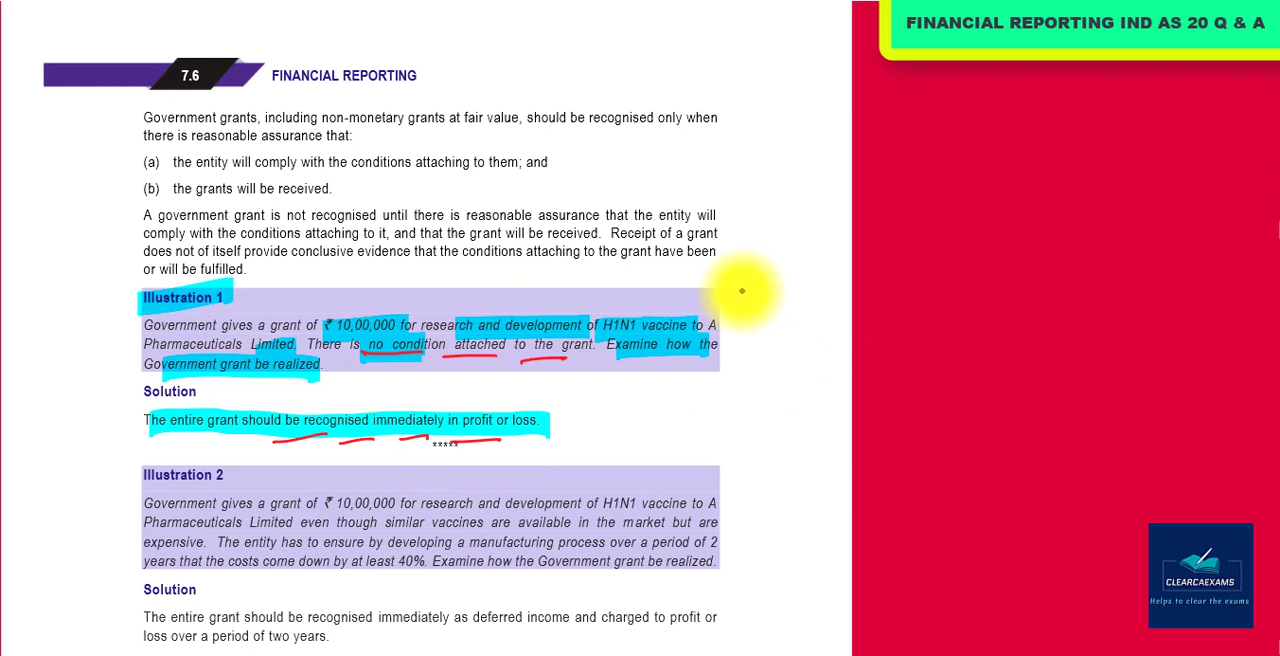 FINANCIAL REPORTING IND AS 20 Q & A
7.6
FINANCIAL REPORTING
Government grants, including non-monetary grants at fair value, should be recognised only when
there is reasonable assurance that:
(a) the entity will comply with the conditions attaching to them; and
(b) the grants will be received.
A government grant is not recognised until there is reasonable assurance that the entity will
comply with the conditions attaching to it, and that the grant will be received. Receipt of a grant
does not of itself provide conclusive evidence that the conditions attaching to the grant have been
or will be fulfilled.
Illustration 1
Government gives a grant of ₹ 10,00,000 for research and development of H1N1 vaccine to A
Pharmaceuticals Limited. There is no condition attached to the grant. Examine how the
Government grant be realized.
Solution
The entire grant should be recognised immediately in profit or loss.
*****
Illustration 2
Government gives a grant of ₹ 10,00,000 for research and development of H1N1 vaccine to A
Pharmaceuticals Limited even though similar vaccines are available in the market but are
expensive. The entity has to ensure by developing a manufacturing process over a period of 2
years that the costs come down by at least 40%. Examine how the Government grant be realized.
Solution
The entire grant should be recognised immediately as deferred income and charged to profit or
loss over a period of two years.
CLEARCAEXAMS
Helps to clear the exams